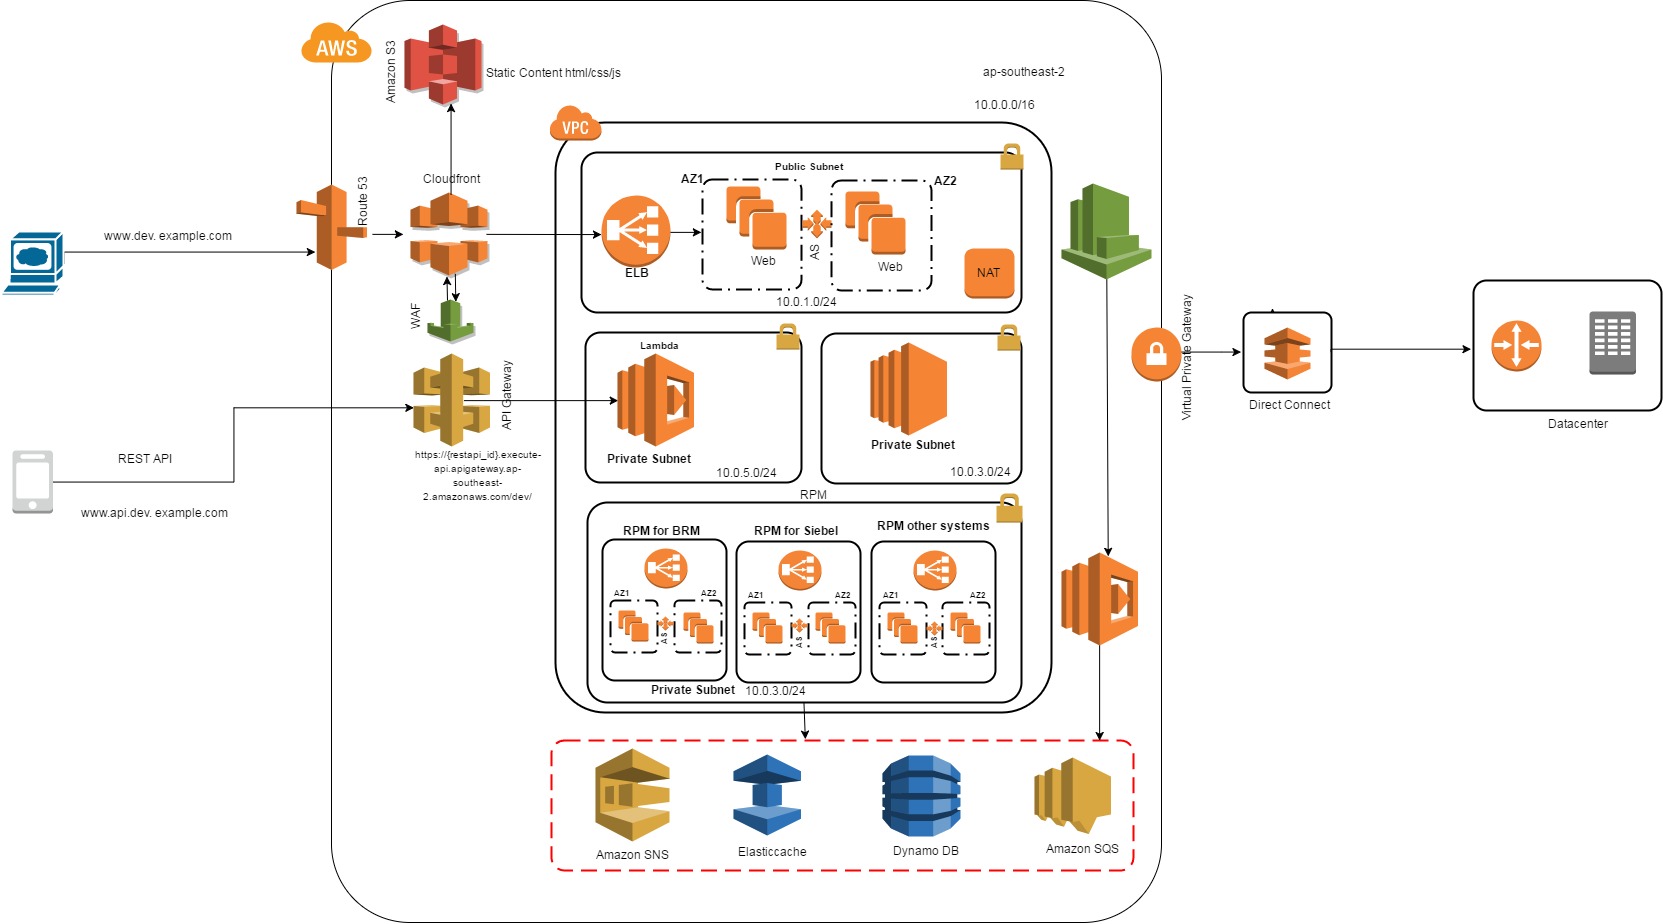 AWS
Amazon S3
Static Content html/css/js
ap-southeast-2
10.0.0.0/16
VPC
Public Subnet
Route 53
Cloudfront
AZ1
AZ2
www.dev. example.com
ELB
Web
AS
Web
NAT
10.0.1.0/24
WAF
Virtual Private Gateway
Lambda
API Gateway
Private Subnet
10.0.5.0/24
Private Subnet
10.0.3.0/24
Direct Connect
Datacenter
REST API
https://{restapi_id}.execute-
api.apigateway.ap-
southeast-
2.amazonaws.com/dev/
www.api.dev. example.com
RPM
RPM for BRM
RPM for Siebel
RPM other systems
AZ1
AZ2
AS
AZ1
AZ2
AS
AZ1
AZ2
AS
Private Subnet
10.0.3.0/24
Amazon SNS
Elasticcache
Dynamo DB
Amazon SQS